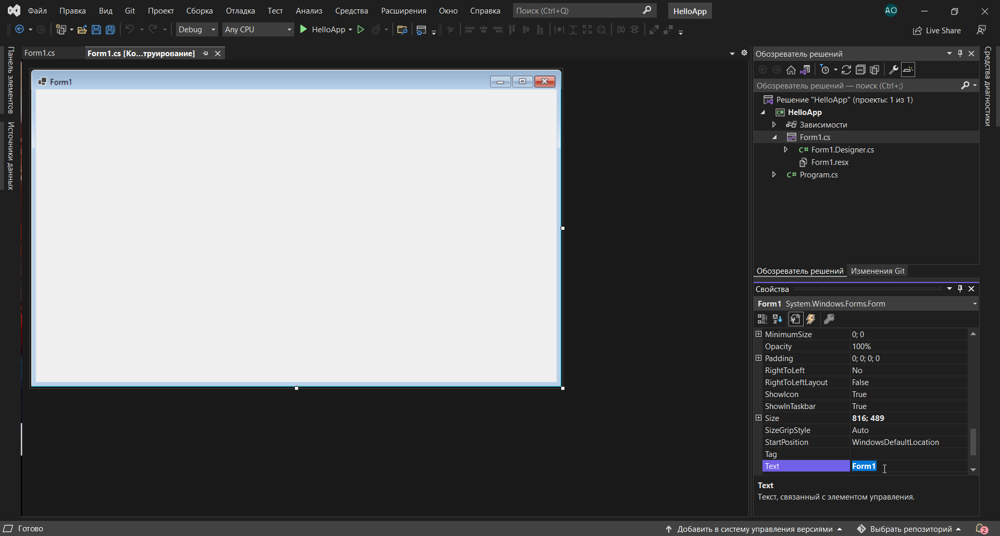 Файл Правка Вид Git Проект Сборка Отладка Тест Анализ Средства Расширения Окно Справка Поиск (Ctrl+Q) HelloApp AO
Debug Any CPU HelloApp Live Share
Панель элементов
Источники данных
Form1.cs Form1.cs [Ко...труирование]
Form1
Обозреватель решений
Обозреватель решений — поиск (Ctrl+;)
Решение "HelloApp" (проекты: 1 из 1)
C# HelloApp
Зависимости
Form1.cs
C# Form1.Designer.cs
Form1.resx
C# Program.cs
Обозреватель решений Изменения Git
Средства диагностики
Свойства
Form1 System.Windows.Forms.Form
MinimumSize 0; 0
Opacity 100%
Padding 0; 0; 0; 0
RightToLeft No
RightToLeftLayout False
ShowIcon True
ShowInTaskbar True
Size 816; 489
SizeGripStyle Auto
StartPosition WindowsDefaultLocation
Tag
Text Form1
Text
Текст, связанный с элементом управления.
Готово Добавить в систему управления версиями Выбрать репозиторий 2